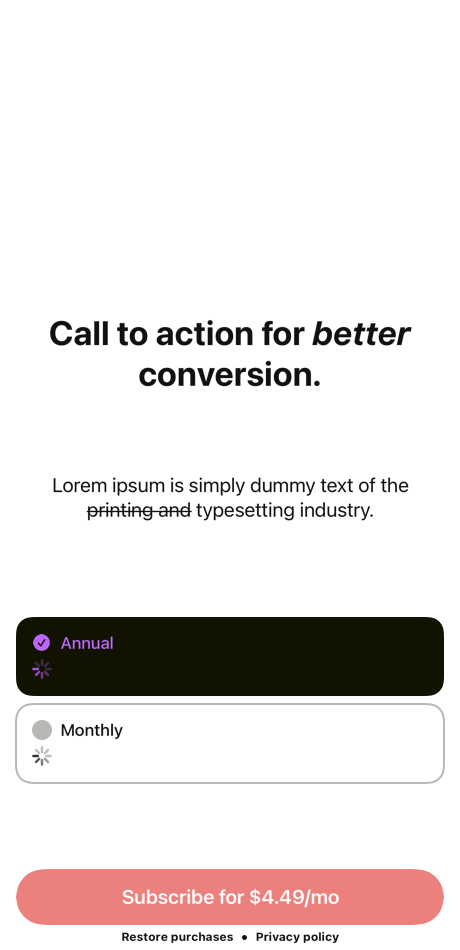 Call to action for better
conversion.
Lorem ipsum is simply dummy text of the
printing and typesetting industry.
Annual
Monthly
Subscribe for $4.49/mo
Restore purchases • Privacy policy